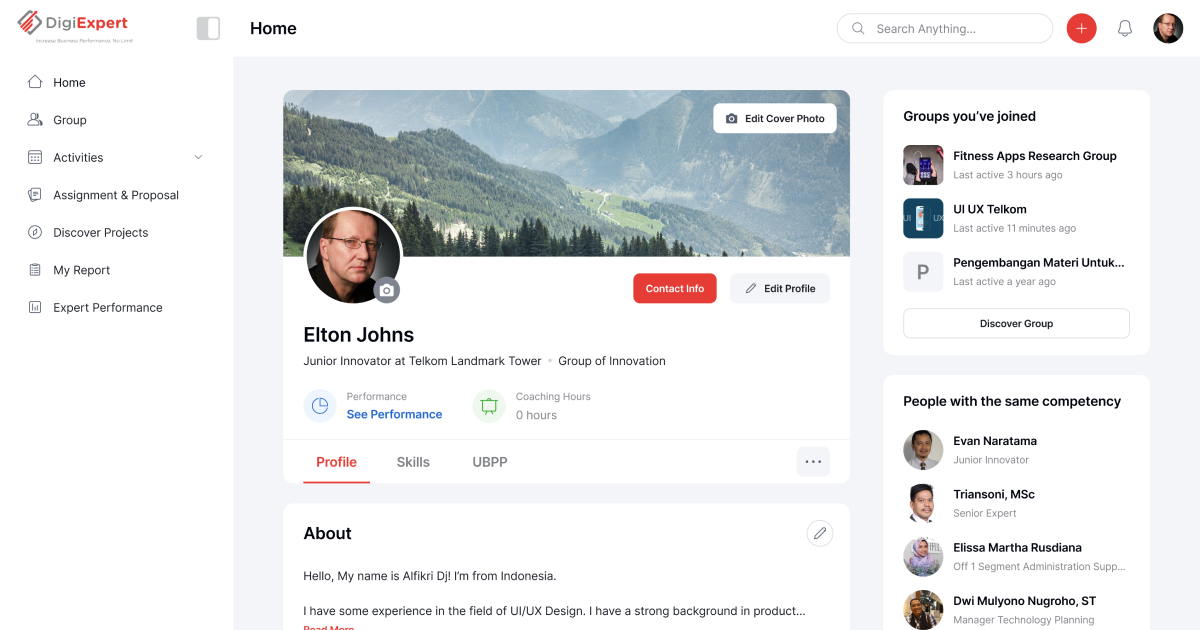 DigiExpert
Increase Business Performance, No Limit
Home
Search Anything...
Home
Group
Activities
Assignment & Proposal
Discover Projects
My Report
Expert Performance
Edit Cover Photo
Contact Info
Edit Profile
Elton Johns
Junior Innovator at Telkom Landmark Tower • Group of Innovation
Performance
See Performance
Coaching Hours
0 hours
Profile
Skills
UBPP
About
Hello, My name is Alfikri Dj! I’m from Indonesia.
I have some experience in the field of UI/UX Design. I have a strong background in product...
Read More
Groups you’ve joined
Fitness Apps Research Group
Last active 3 hours ago
UI UX
UI UX Telkom
Last active 11 minutes ago
P
Pengembangan Materi Untuk...
Last active a year ago
Discover Group
People with the same competency
Evan Naratama
Junior Innovator
Triansoni, MSc
Senior Expert
Elissa Martha Rusdiana
Off 1 Segment Administration Supp...
Dwi Mulyono Nugroho, ST
Manager Technology Planning